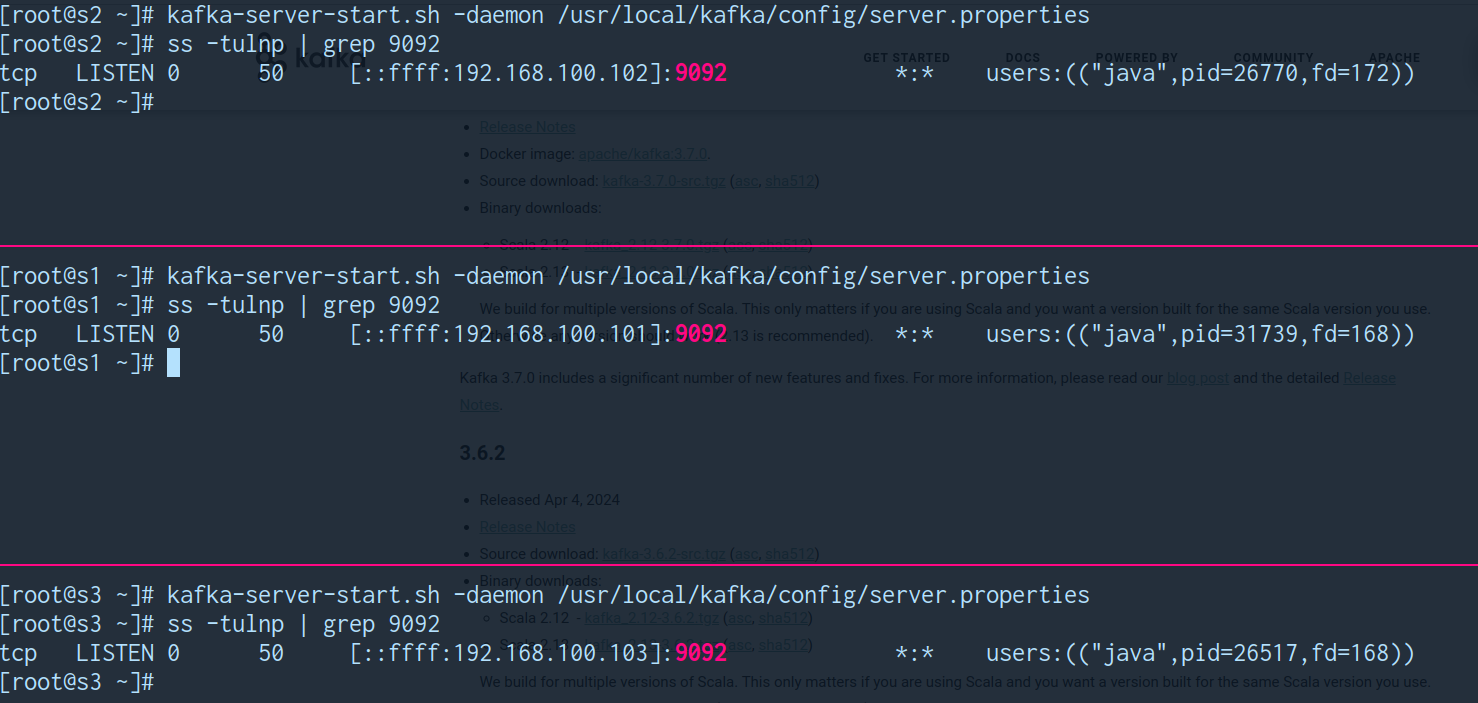 [root@s2 ~]# kafka-server-start.sh -daemon /usr/local/kafka/config/server.properties
[root@s2 ~]# ss -tulnp | grep 9092
kafka GET STARTED DOCS POWERED BY COMMUNITY APACHE
tcp LISTEN 0 50 [::ffff:192.168.100.102]:9092 *:* users:(("java",pid=26770,fd=172))
[root@s2 ~]#
• Release Notes
• Docker image: apache/kafka:3.7.0.
• Source download: kafka-3.7.0-src.tgz (asc, sha512)
• Binary downloads:
Scala 2.12 - kafka_2.12-3.7.0.tgz (asc, sha512)
[root@s1 ~]# kafka-server-start.sh -daemon /usr/local/kafka/config/server.properties
[root@s1 ~]# ss -tulnp | grep 9092
We build for multiple versions of Scala. This only matters if you are using Scala and you want a version built for the same Scala version you use.
tcp LISTEN 0 50 [::ffff:192.168.100.101]:9092 *:* users:(("java",pid=31739,fd=168))
.13 is recommended).
[root@s1 ~]#
Kafka 3.7.0 includes a significant number of new features and fixes. For more information, please read our blog post and the detailed Release
Notes.
3.6.2
• Released Apr 4, 2024
• Release Notes
• Source download: kafka-3.6.2-src.tgz (asc, sha512)
• Binary downloads:
[root@s3 ~]# kafka-server-start.sh -daemon /usr/local/kafka/config/server.properties
◦ Scala 2.12 - kafka_2.12-3.6.2.tgz (asc, sha512)
[root@s3 ~]# ss -tulnp | grep 9092
(asc, sha512)
tcp LISTEN 0 50 [::ffff:192.168.100.103]:9092 *:* users:(("java",pid=26517,fd=168))
[root@s3 ~]#
We build for multiple versions of Scala. This only matters if you are using Scala and you want a version built for the same Scala version you use.